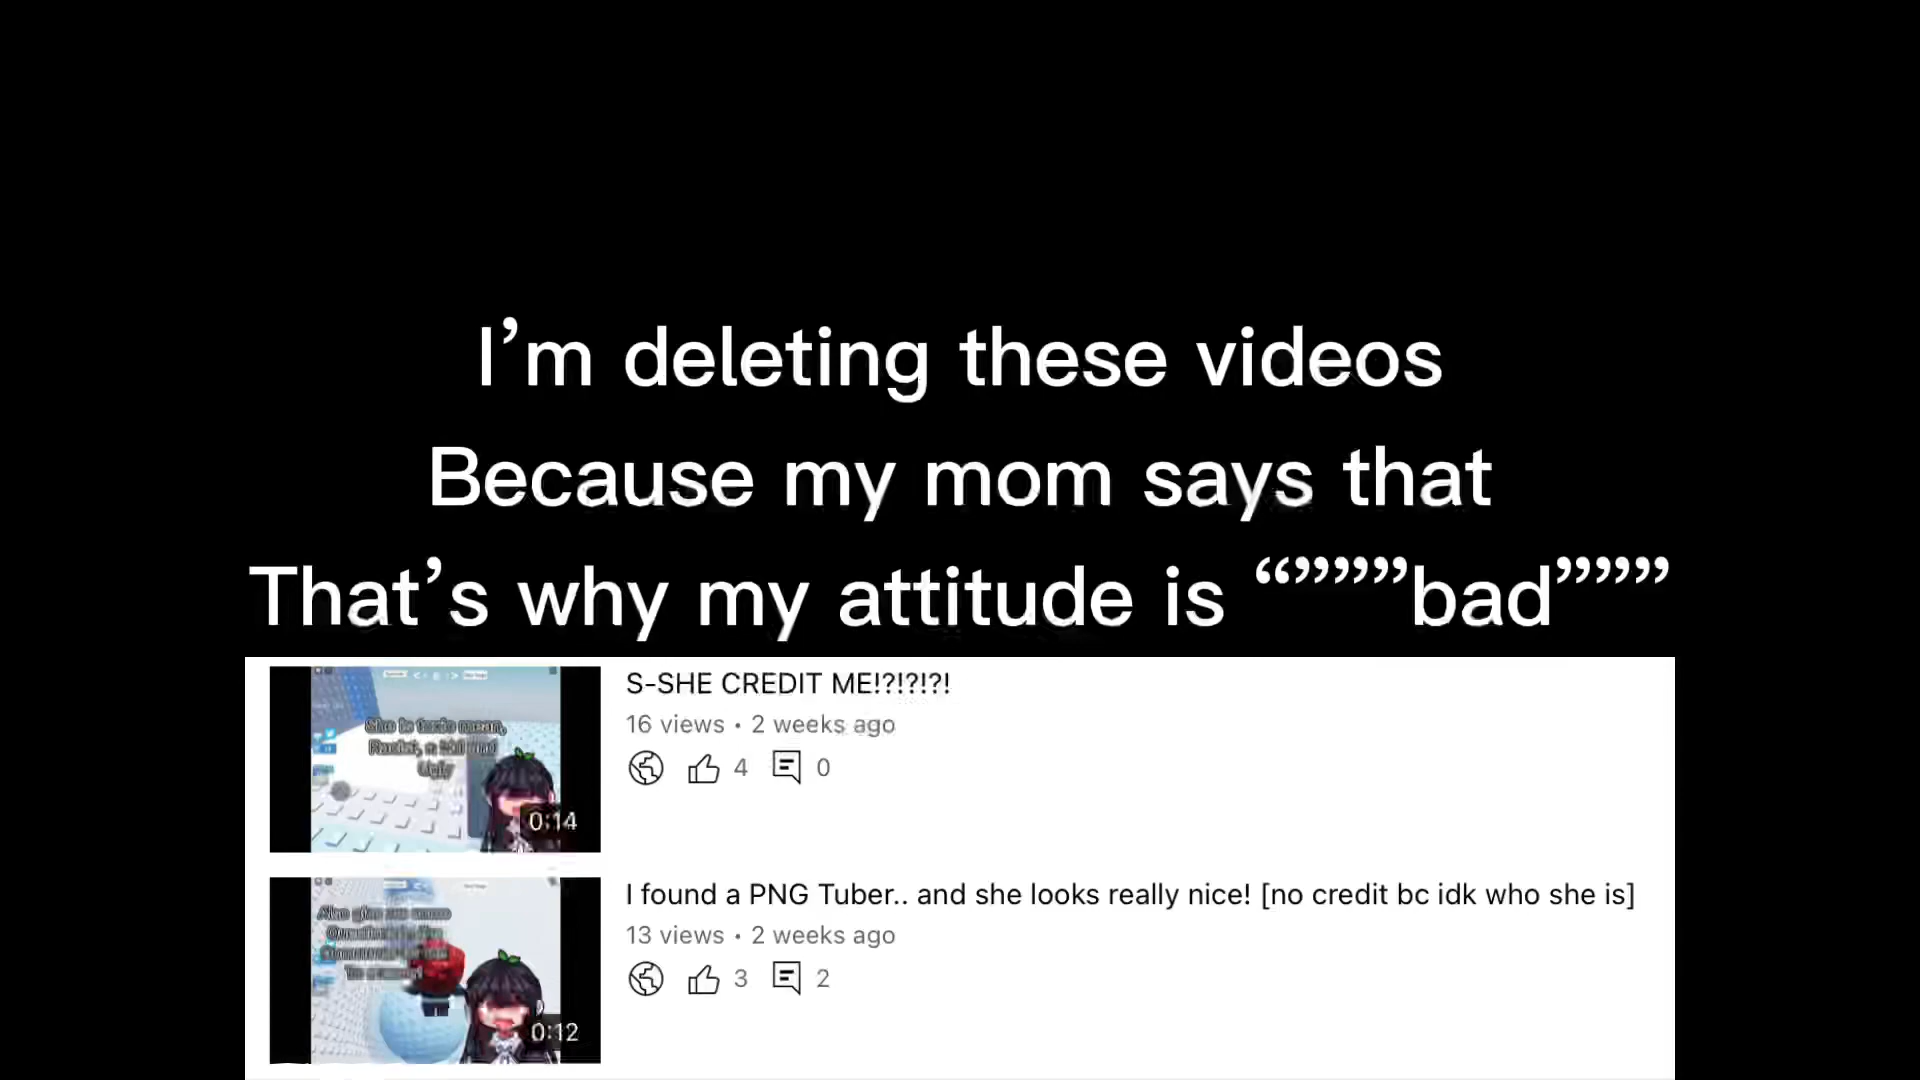 I’m deleting these videos
Because my mom says that
That’s why my attitude is “”””””bad””””””
S-SHE CREDIT ME!?!?!?!
16 views • 2 weeks ago
4 0
0:14
I found a PNG Tuber.. and she looks really nice! [no credit bc idk who she is]
13 views • 2 weeks ago
3 2
0:12